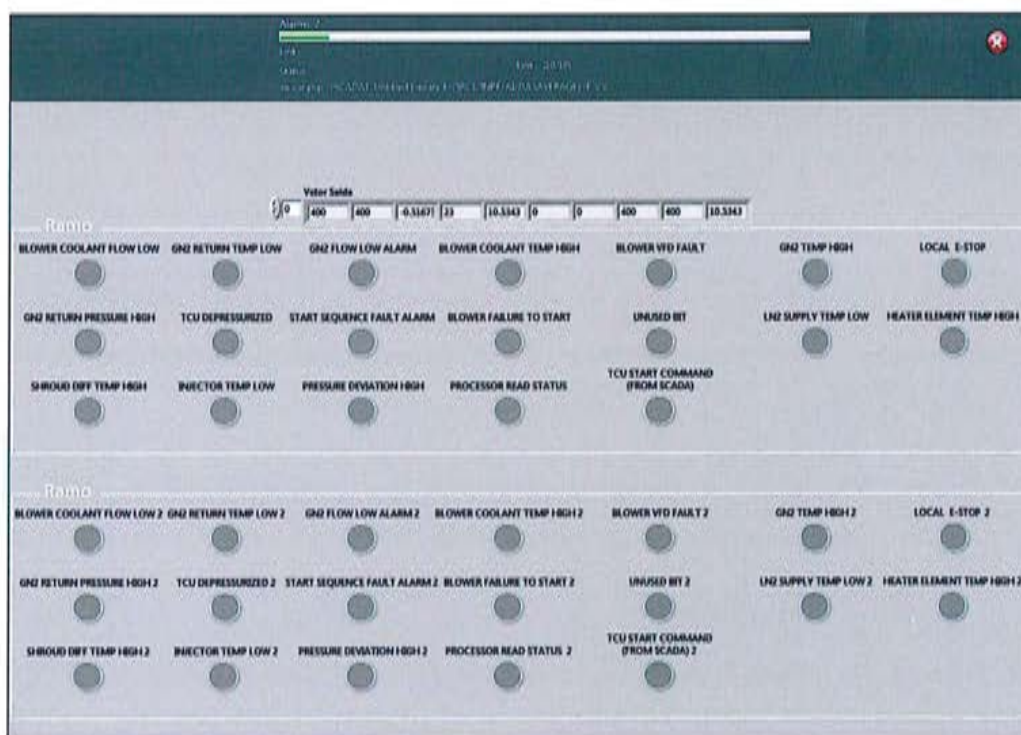 Alarms 2
Link
Status
Vetor Saida
0 400 400 -0.5167 23 10.5343 0 0 400 400 10.5343
Ramo
BLOWER COOLANT FLOW LOW GN2 RETURN TEMP LOW GN2 FLOW LOW ALARM BLOWER COOLANT TEMP HIGH BLOWER VFD FAULT GN2 TEMP HIGH LOCAL E-STOP
GN2 RETURN PRESSURE HIGH TCU DEPRESSURIZED START SEQUENCE FAULT ALARM BLOWER FAILURE TO START UNUSED BIT LN2 SUPPLY TEMP LOW HEATER ELEMENT TEMP HIGH
SHROUD DIFF TEMP HIGH INJECTOR TEMP LOW PRESSURE DEVIATION HIGH PROCESSOR READ STATUS TCU START COMMAND
(FROM SCADA)
Ramo
BLOWER COOLANT FLOW LOW 2 GN2 RETURN TEMP LOW 2 GN2 FLOW LOW ALARM 2 BLOWER COOLANT TEMP HIGH 2 BLOWER VFD FAULT 2 GN2 TEMP HIGH 2 LOCAL E-STOP 2
GN2 RETURN PRESSURE HIGH 2 TCU DEPRESSURIZED 2 START SEQUENCE FAULT ALARM 2 BLOWER FAILURE TO START 2 UNUSED BIT 2 LN2 SUPPLY TEMP LOW 2 HEATER ELEMENT TEMP HIGH 2
SHROUD DIFF TEMP HIGH 2 INJECTOR TEMP LOW 2 PRESSURE DEVIATION HIGH 2 PROCESSOR READ STATUS 2 TCU START COMMAND
(FROM SCADA) 2